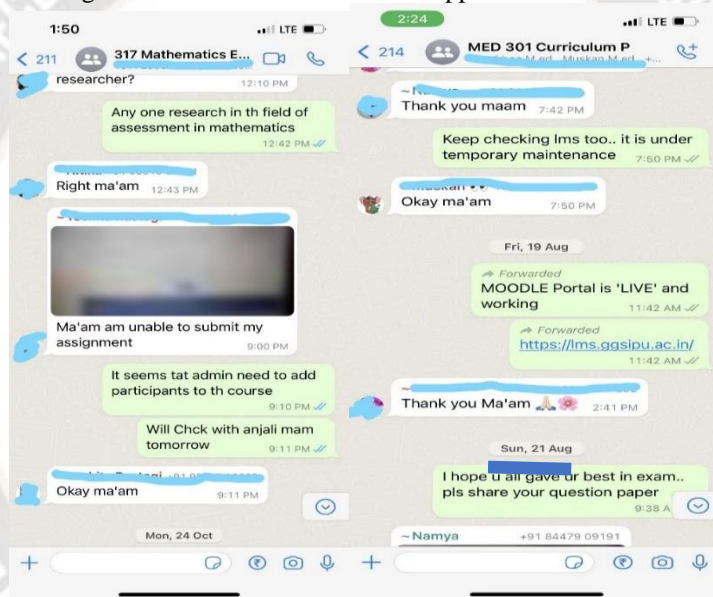 1:50
LTE
211
317 Mathematics E...
researcher?
12:10 PM
Any one research in th field of
assessment in mathematics
12:42 PM
Right ma'am 12:43 PM
Ma'am am unable to submit my
assignment
9:00 PM
It seems tat admin need to add
participants to th course
9:10 PM
Will Chck with anjali mam
tomorrow 9:11 PM
Okay ma'am 9:11 PM
Mon, 24 Oct
2:24
LTE
214
MED 301 Curriculum P
Thank you maam 7:42 PM
Keep checking lms too.. it is under
temporary maintenance 7:50 PM
Okay ma'am 7:50 PM
Fri, 19 Aug
Forwarded
MOODLE Portal is 'LIVE' and
working 11:42 AM
Forwarded
https://lms.ggsipu.ac.in/
11:42 AM
Thank you Ma'am 🙏🏻🌸 2:41 PM
Sun, 21 Aug
I hope u all gave ur best in exam..
pls share your question paper
9:38 A
~Namya +91 84479 09191